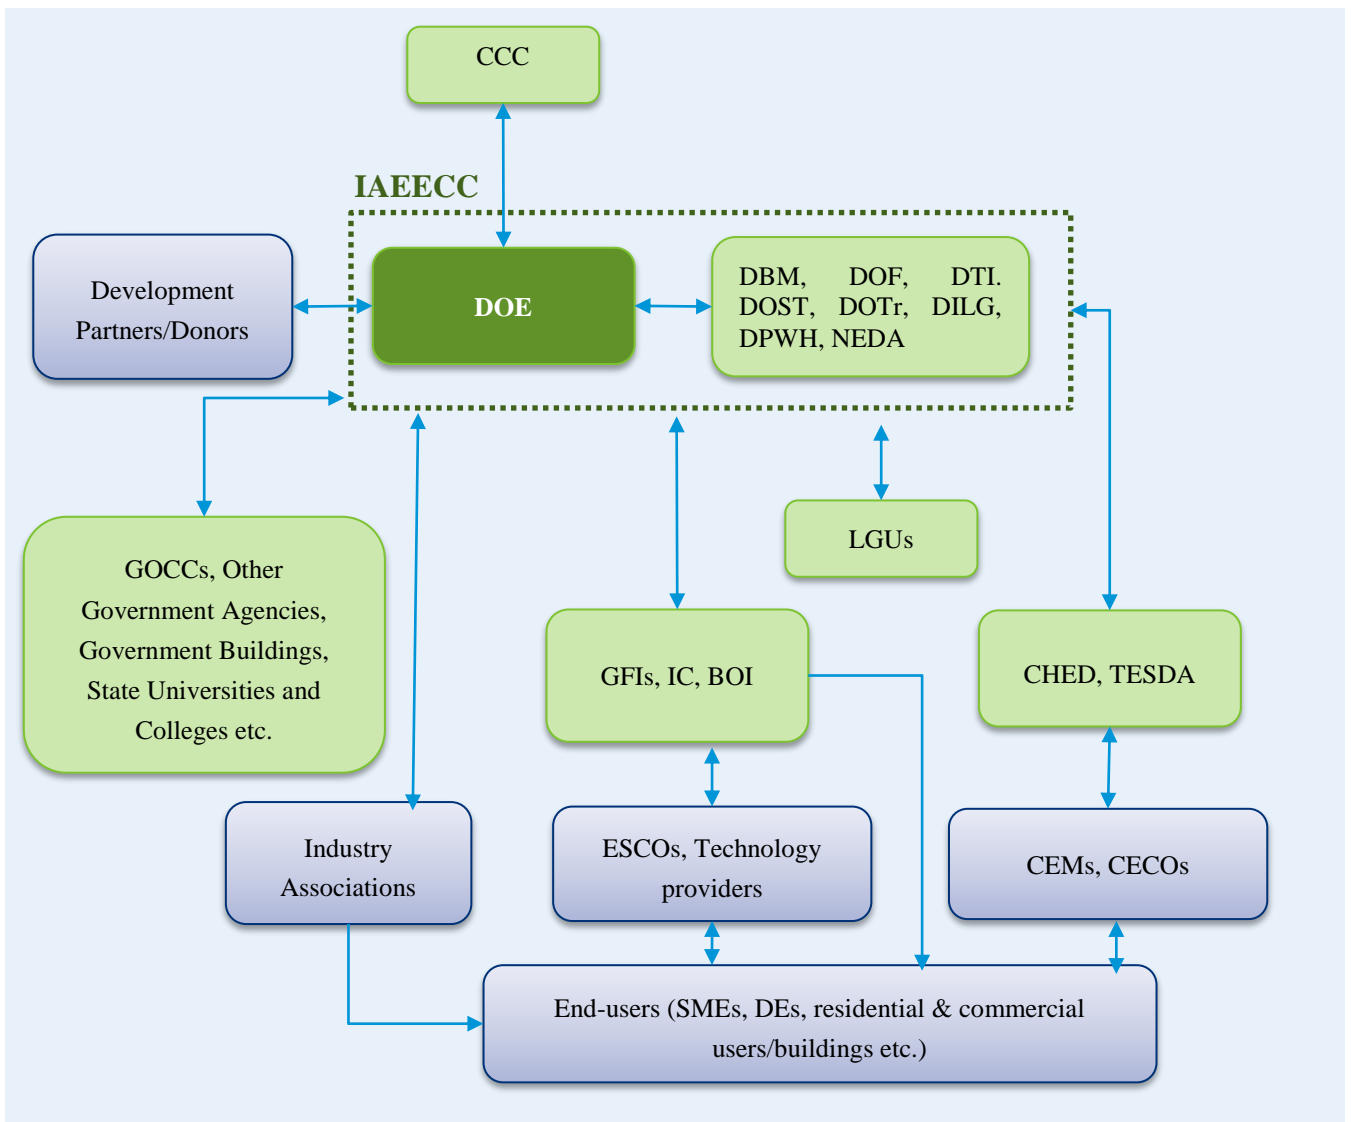 CCC
IAEECC
Development
Partners/Donors
DOE
DBM, DOF, DTI.
DOST, DOTr, DILG,
DPWH, NEDA
LGUs
GOCCs, Other
Government Agencies,
Government Buildings,
State Universities and
Colleges etc.
GFIs, IC, BOI
CHED, TESDA
Industry
Associations
ESCOs, Technology
providers
CEMs, CECOs
End-users (SMEs, DEs, residential & commercial
users/buildings etc.)